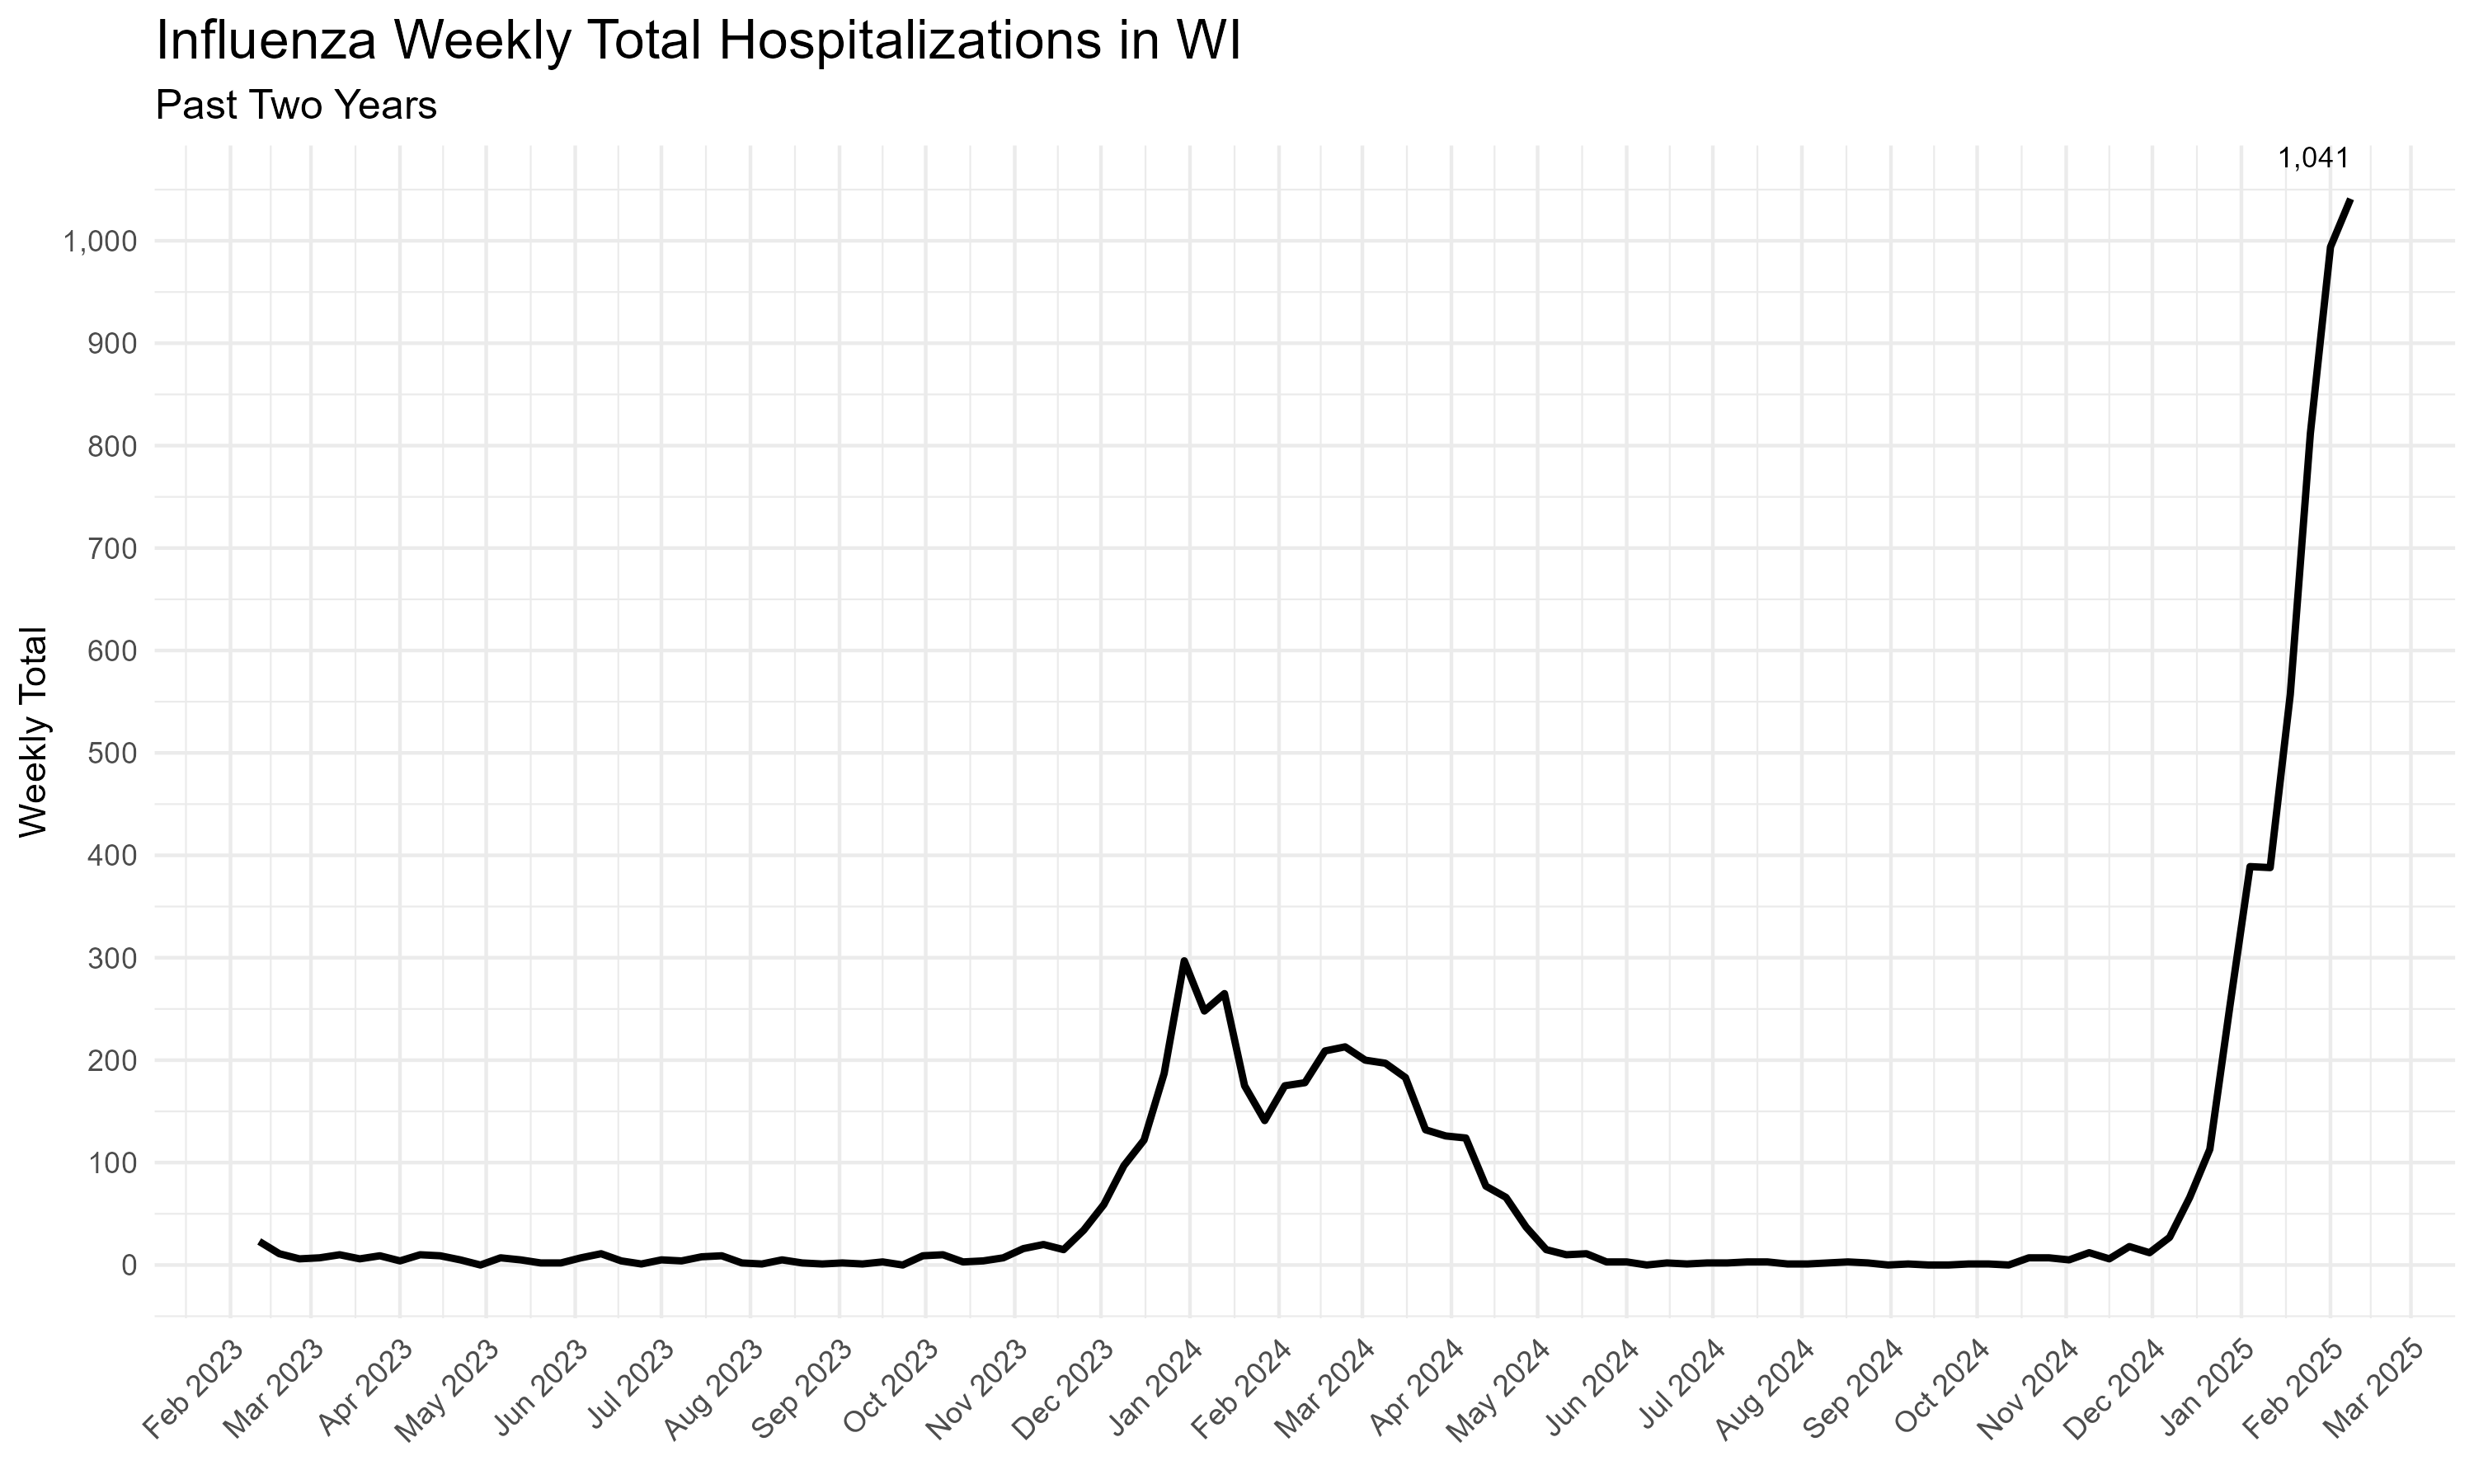 Influenza Weekly Total Hospitalizations in WI
Past Two Years
1,041
Weekly Total
1,000
900
800
700
600
500
400
300
200
100
0
Feb 2023
Mar 2023
Apr 2023
May 2023
Jun 2023
Jul 2023
Aug 2023
Sep 2023
Oct 2023
Nov 2023
Dec 2023
Jan 2024
Feb 2024
Mar 2024
Apr 2024
May 2024
Jun 2024
Jul 2024
Aug 2024
Sep 2024
Oct 2024
Nov 2024
Dec 2024
Jan 2025
Feb 2025
Mar 2025